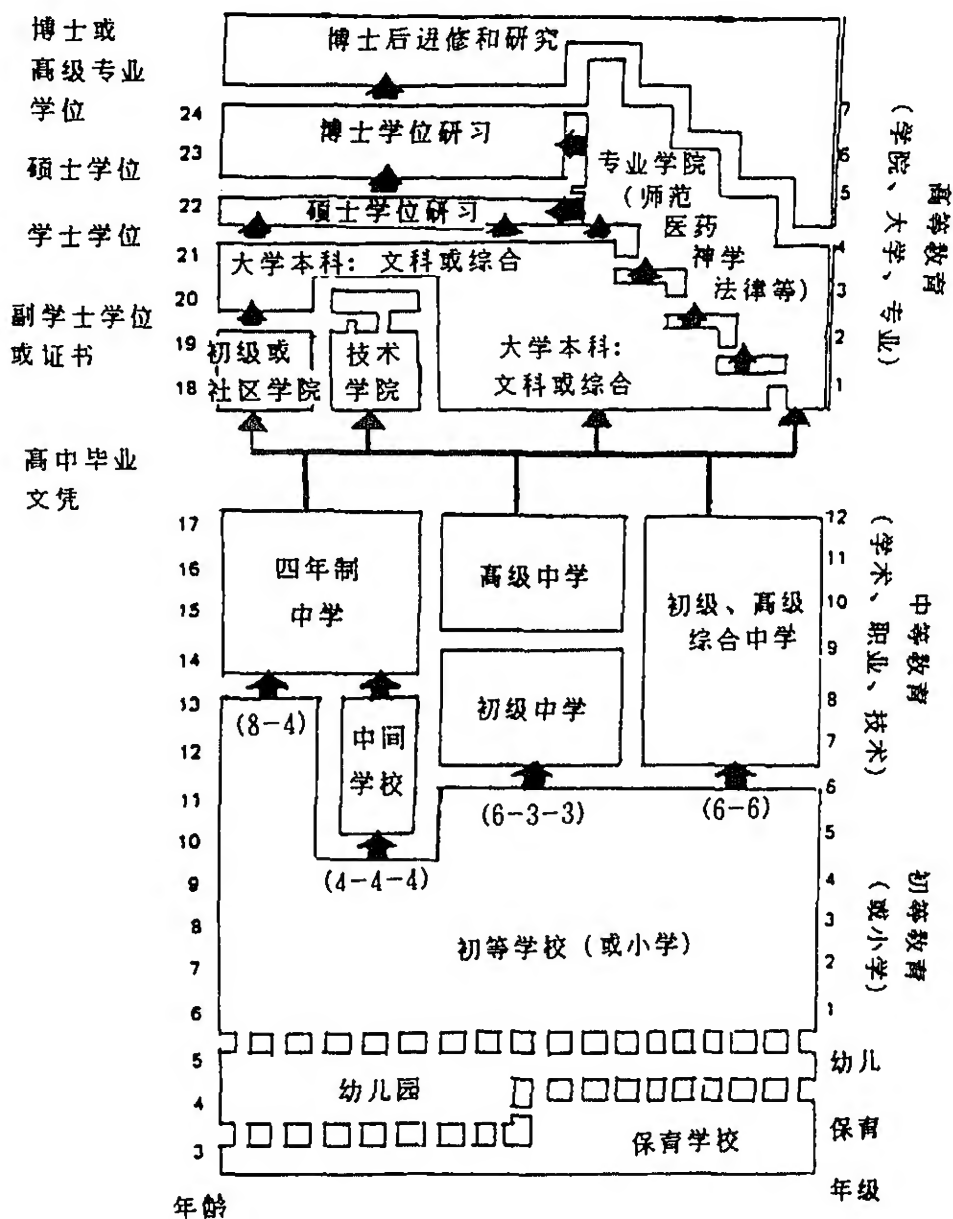 博士或
高级专业
学位
硕士学位
学士学位
副学士学位
或证书
高中毕业
文凭
24
23
22
21
20
19
18
17
16
15
14
13
12
11
10
9
8
7
6
5
4
3
年龄
博士后进修和研究
博士学位研习
硕士学位研习
专业学院
(师范
医药
神学
法律等)
大学本科: 文科或综合
初级或
社区学院
技术
学院
大学本科:
文科或综合
四年制
中学
高级中学
初级、高级
综合中学
初级中学
(8-4)
中间
学校
(6-3-3)
(6-6)
(4-4-4)
初等学校 (或小学)
幼儿园
保育学校
7
6
5
4
3
2
1
12
11
10
9
8
7
6
5
4
3
2
1
幼儿
保育
年级
高等教育
(学院、大学、专业)
中等教育
(学术、职业、技术)
初等教育
(或小学)